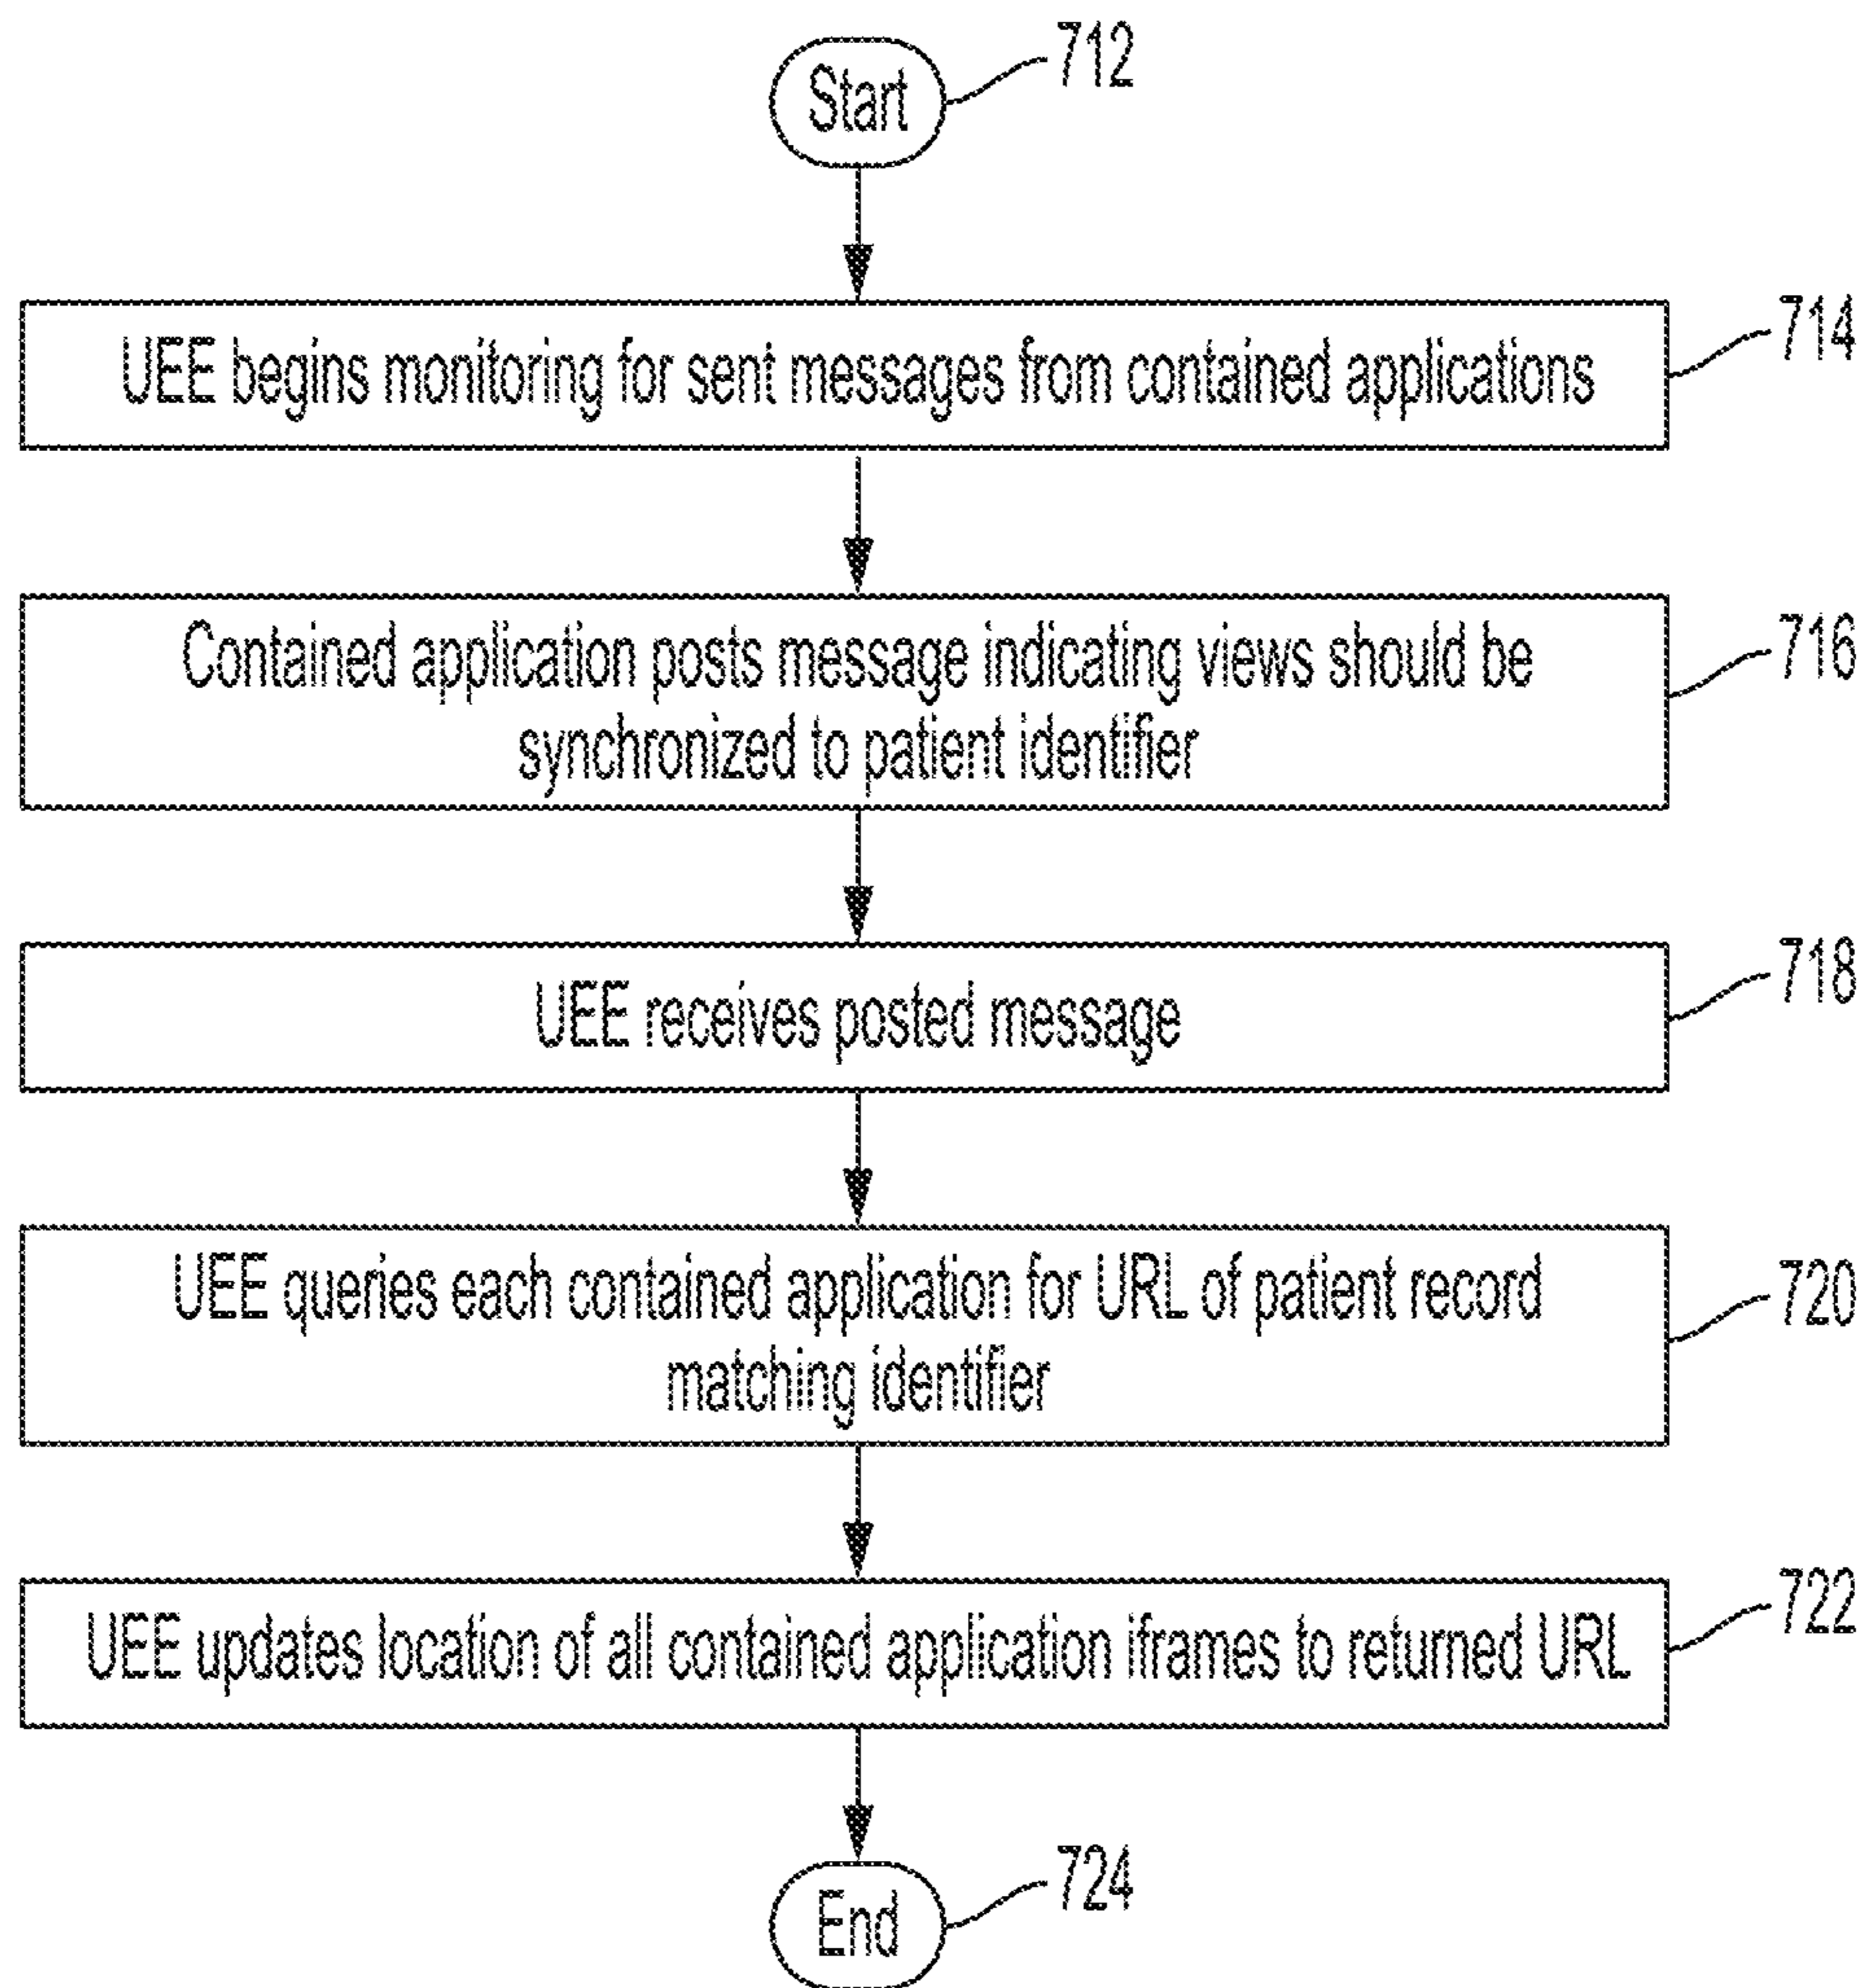 Start
712
UEE begins monitoring for sent messages from contained applications
714
Contained application posts message indicating views should be
synchronized to patient identifier
716
UEE receives posted message
718
UEE queries each contained application for URL of patient record
matching identifier
720
UEE updates location of all contained application iframes to returned URL
722
End
724